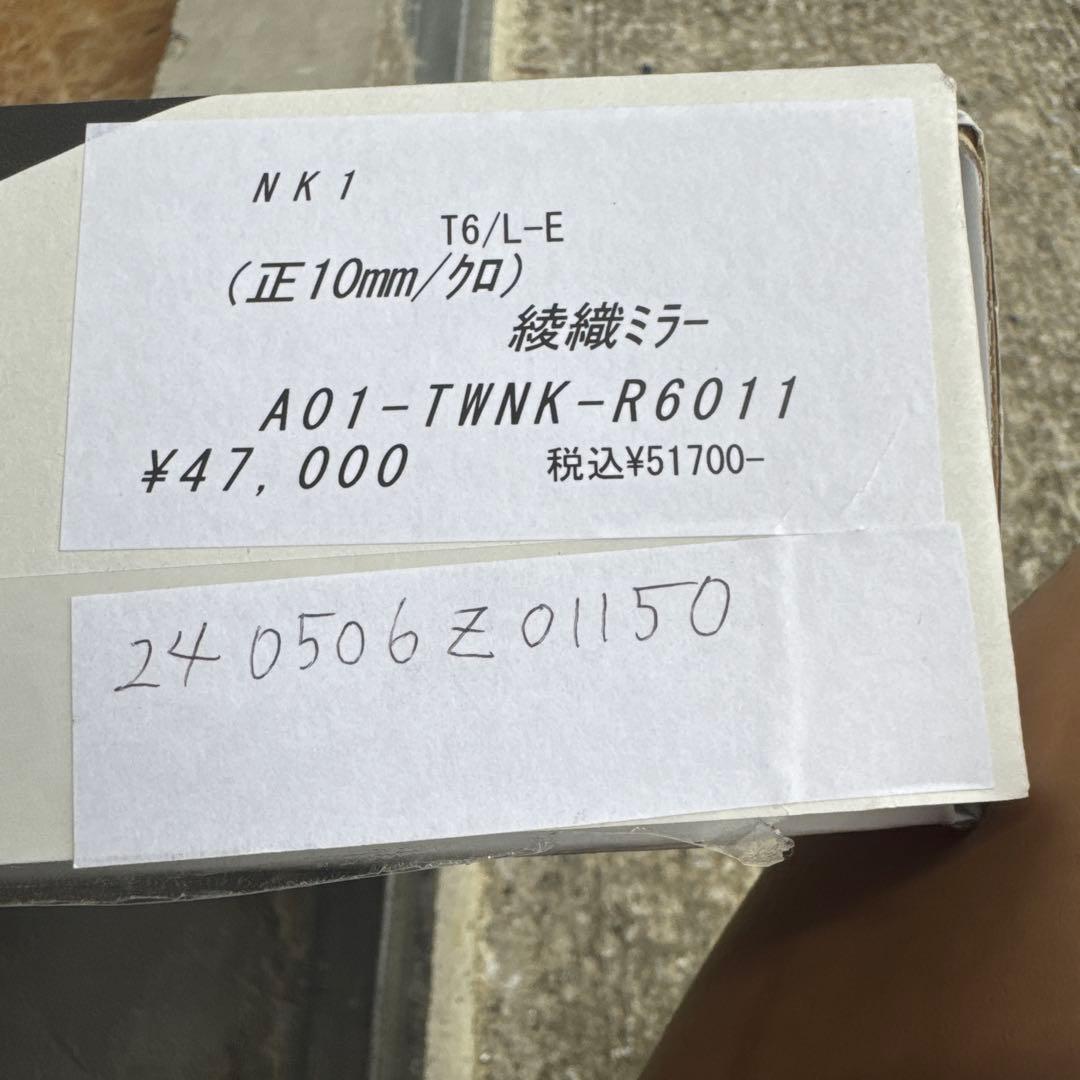 NK1
T6/L-E
(正10mm/ｸﾛ)
綾織ミラー
A01-TWNK-R6011
¥47,000 税込¥51700-
240506Z01150